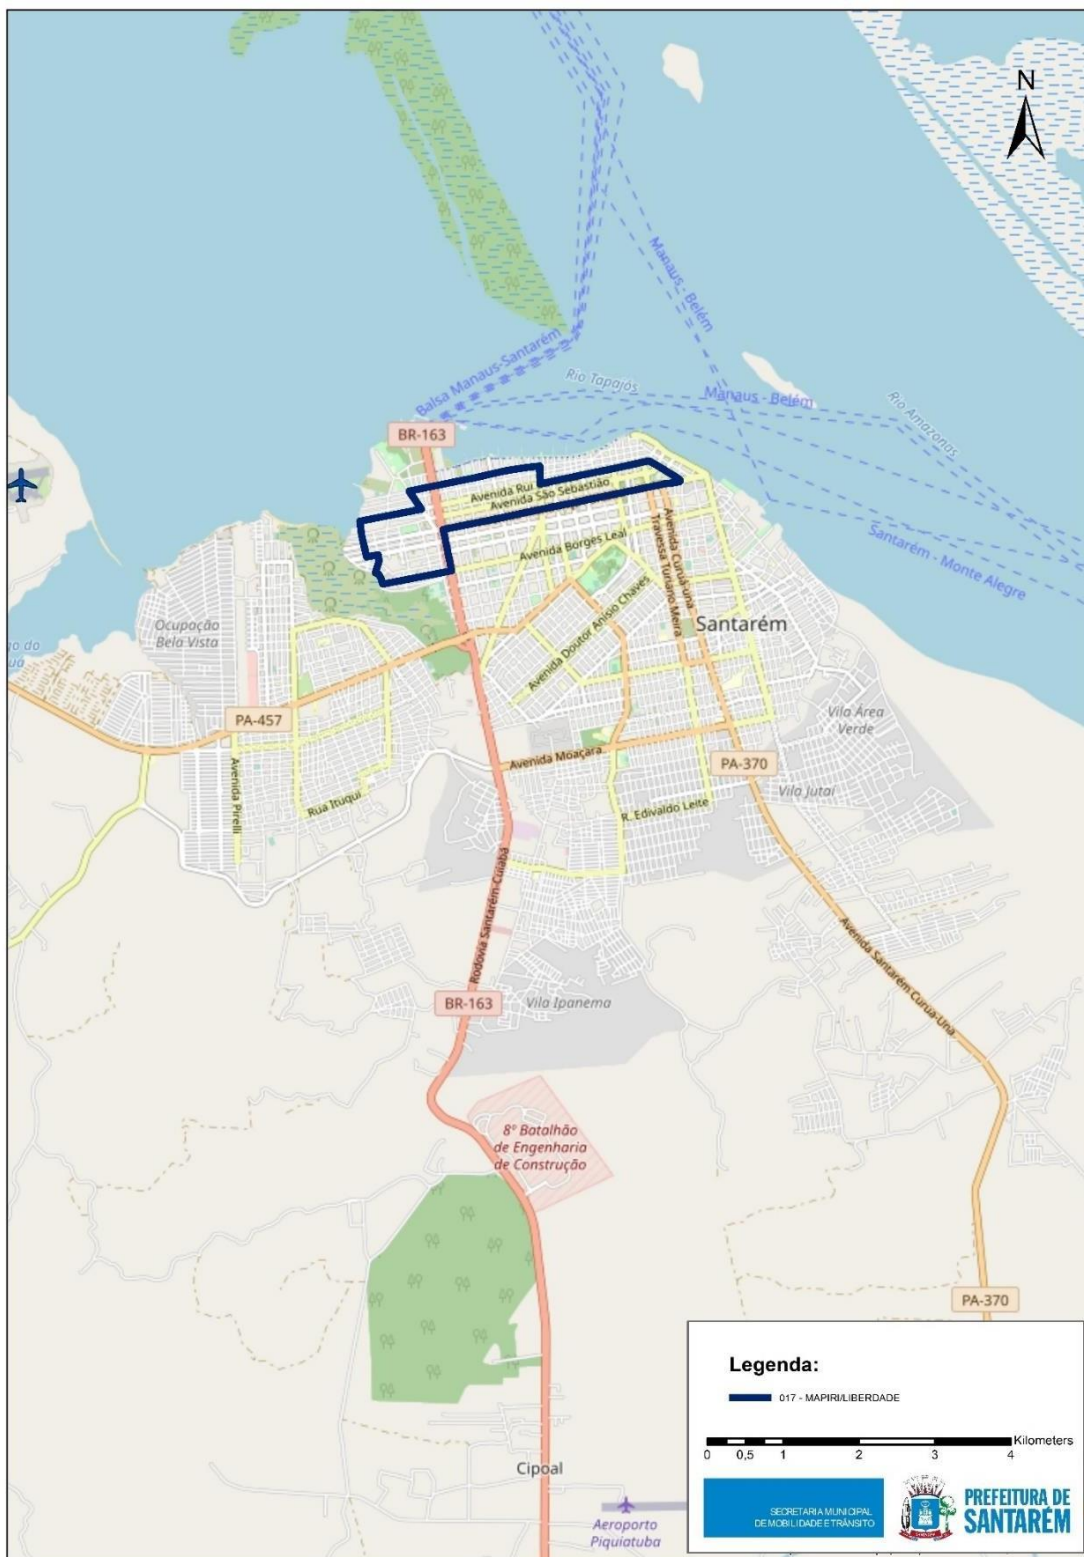 N
Manaus - Belém
Balsa Manaus-Santarém
Rio Tapajós
Manaus - Belém
Rio Amazonas
BR-163
Avenida Rui
Avenida São Sebastião
Avenida Borges Leal
Avenida Curuá-una
Travessa Turiano Meira
Santarém - Monte Alegre
Avenida Doutor Anísio Chaves
Santarém
Ocupação
Bela Vista
go do
uá
PA-457
Vila Área
Verde
Avenida Moaçara
PA-370
Vila Jutaí
Avenida Pirelli
Rua Ituqui
R. Edivaldo Leite
Rodovia Santarém-Cuiabá
Avenida Santarém Curuá-Una
BR-163
Vila Ipanema
8º Batalhão
de Engenharia
de Construção
PA-370
Cipoal
Aeroporto
Piquiatuba
Legenda:
017 - MAPIRI/LIBERDADE
Kilometers
0 0,5 1 2 3 4
SECRETARIA MUNICIPAL
DE MOBILIDADE E TRÂNSITO
PREFEITURA DE
SANTARÉM